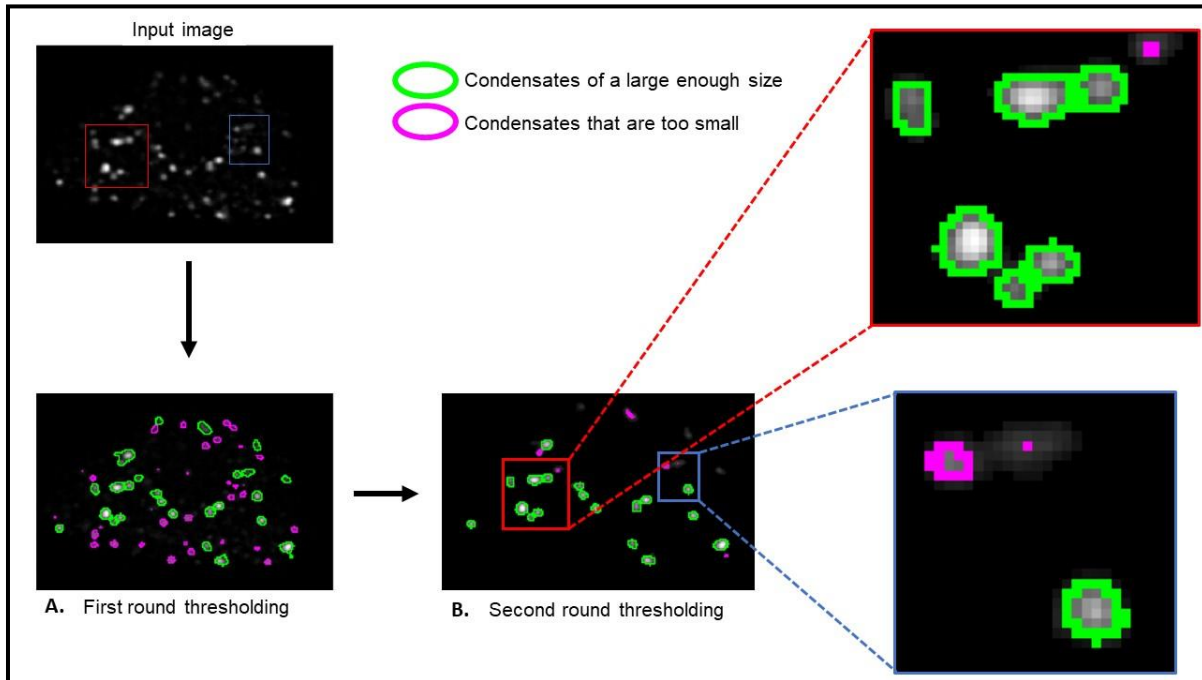 Input image
Condensates of a large enough size
Condensates that are too small
A. First round thresholding
B. Second round thresholding